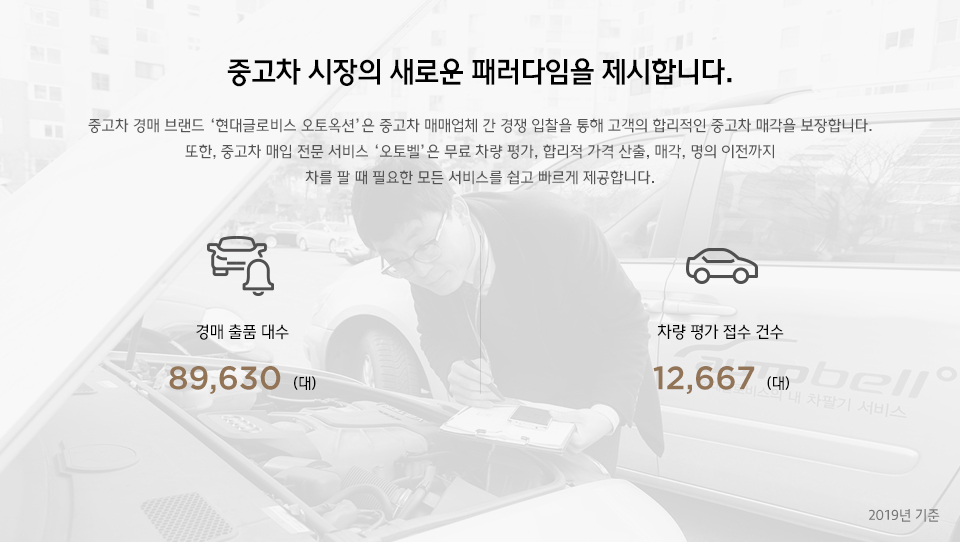 중고차 시장의 새로운 패러다임을 제시합니다.
중고차 경매 브랜드 ‘현대글로비스 오토옥션’은 중고차 매매업체 간 경쟁 입찰을 통해 고객의 합리적인 중고차 매각을 보장합니다.
또한, 중고차 매입 전문 서비스 ‘오토벨’은 무료 차량 평가, 합리적 가격 산출, 매각, 명의 이전까지
차를 팔 때 필요한 모든 서비스를 쉽고 빠르게 제공합니다.
경매 출품 대수
89,630 (대)
차량 평가 접수 건수
12,667 (대)
autobell
내 차팔기 서비스
2019년 기준